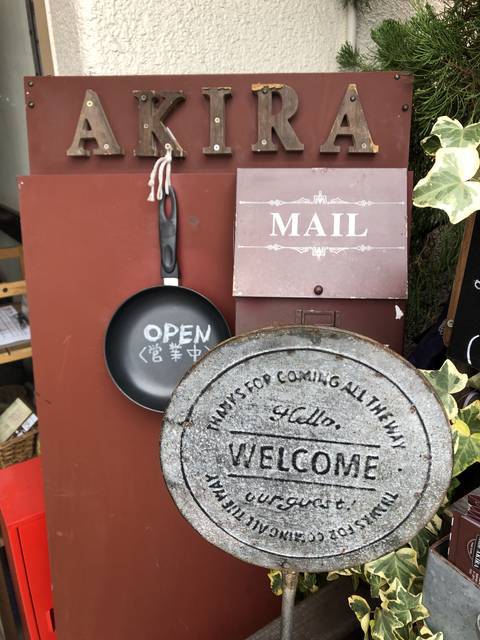 AKIRA
MAIL
OPEN
〈営業中〉
THANKS FOR COMING ALL THE WAY
Hello.
WELCOME
our guest!
THANKS FOR COMING ALL THE WAY